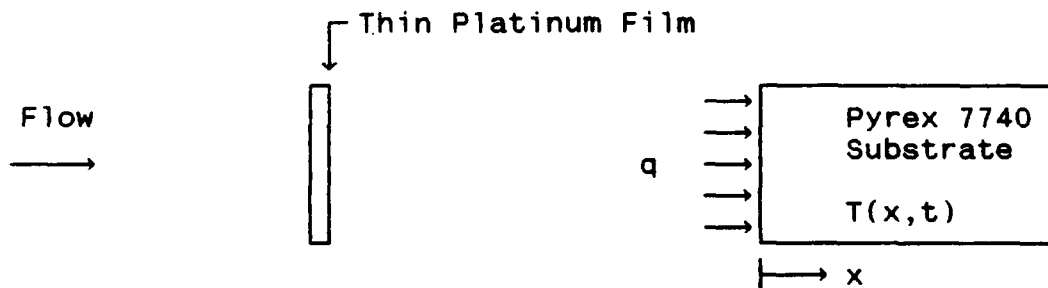 Thin Platinum Film
Flow
q
Pyrex 7740
Substrate
T(x,t)
x